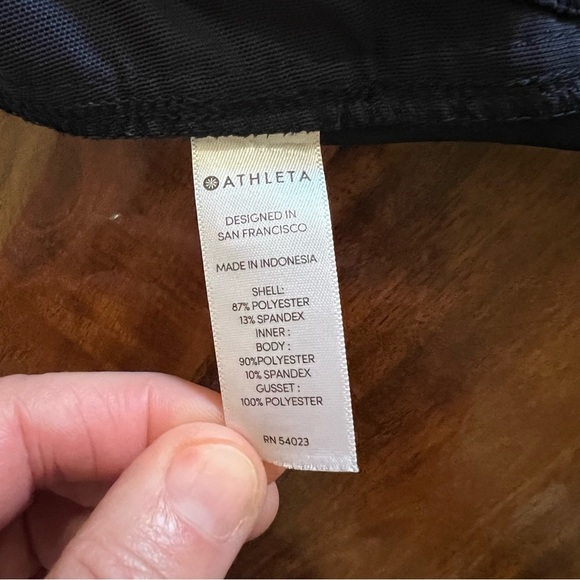 ATHLETA
DESIGNED IN
SAN FRANCISCO
MADE IN INDONESIA
SHELL:
87% POLYESTER
13% SPANDEX
INNER :
BODY :
90%POLYESTER
10% SPANDEX
GUSSET :
100% POLYESTER
RN 54023